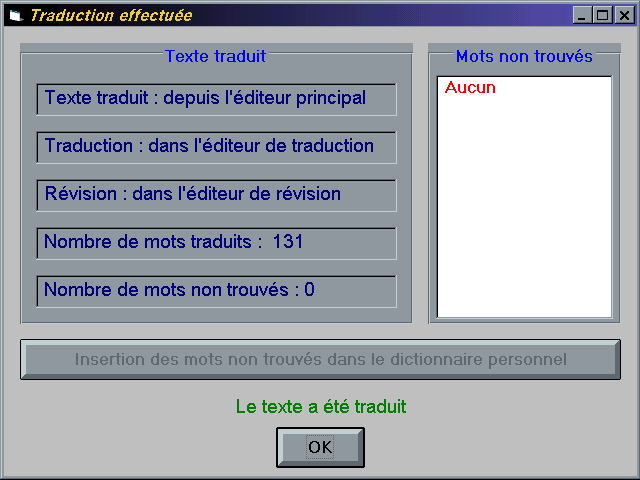 Traduction effectuée
Texte traduit
Mots non trouvés
Texte traduit : depuis l'éditeur principal
Aucun
Traduction : dans l'éditeur de traduction
Révision : dans l'éditeur de révision
Nombre de mots traduits : 131
Nombre de mots non trouvés : 0
Insertion des mots non trouvés dans le dictionnaire personnel
Le texte a été traduit
OK